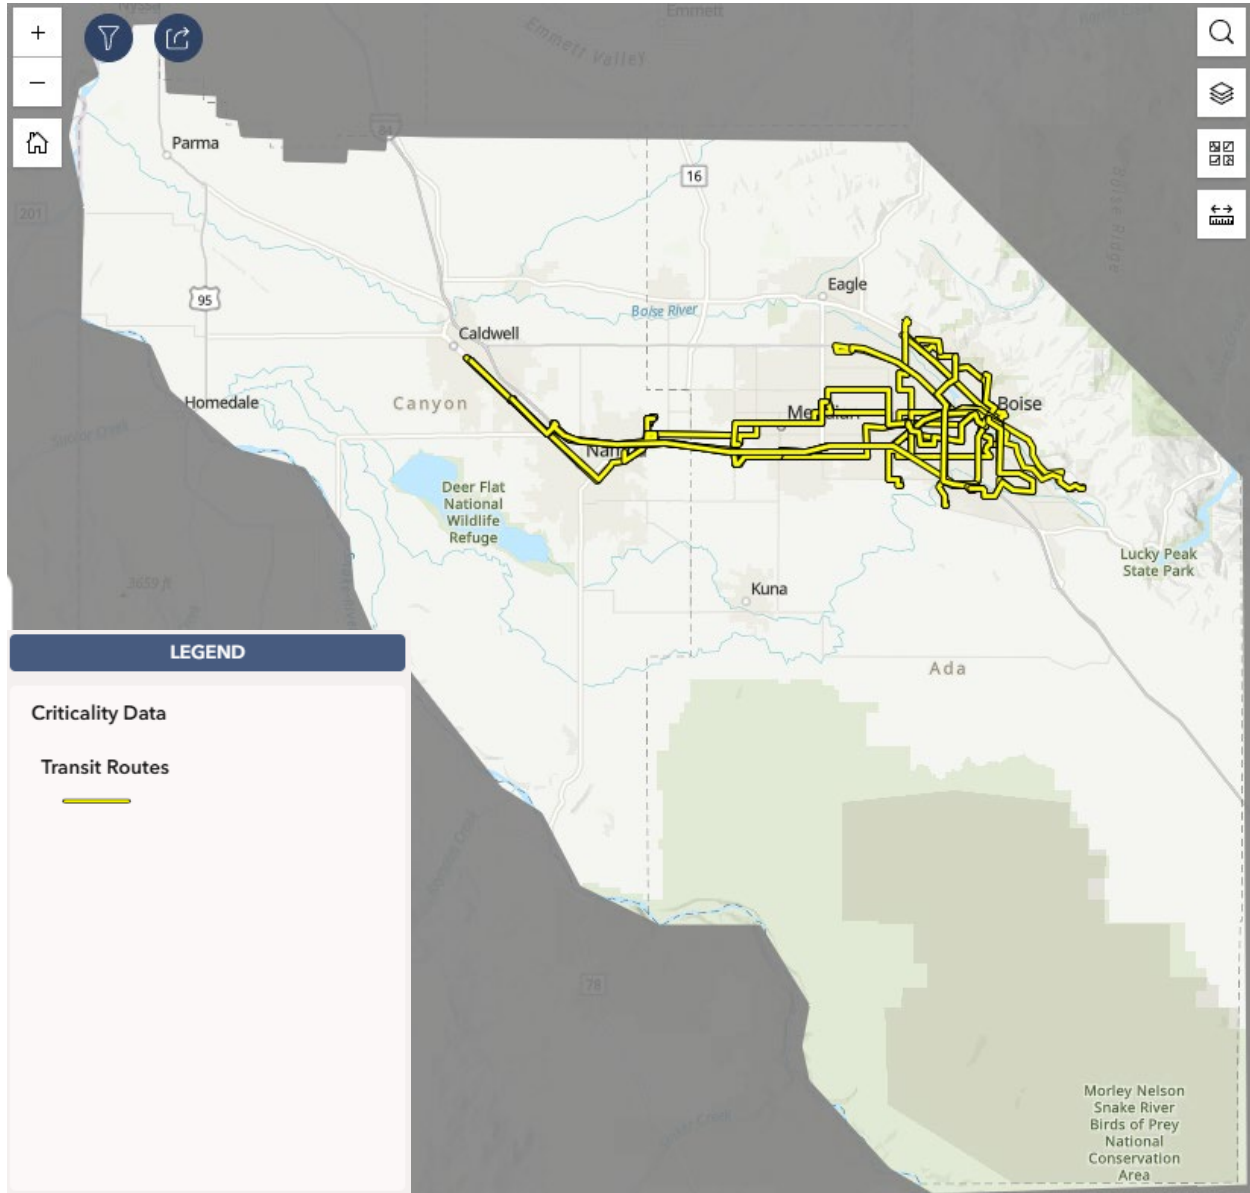 Nyssa
Emmett
Emmett Valley
84
Parma
16
201
Boise Ridge
95
Eagle
Boise River
Caldwell
Homedale
Canyon
Boise
Deer Flat
National
Wildlife
Refuge
Lucky Peak
State Park
3659 ft
Kuna
LEGEND
Ada
Criticality Data
Transit Routes
78
Morley Nelson
Snake River
Birds of Prey
National
Conservation
Area